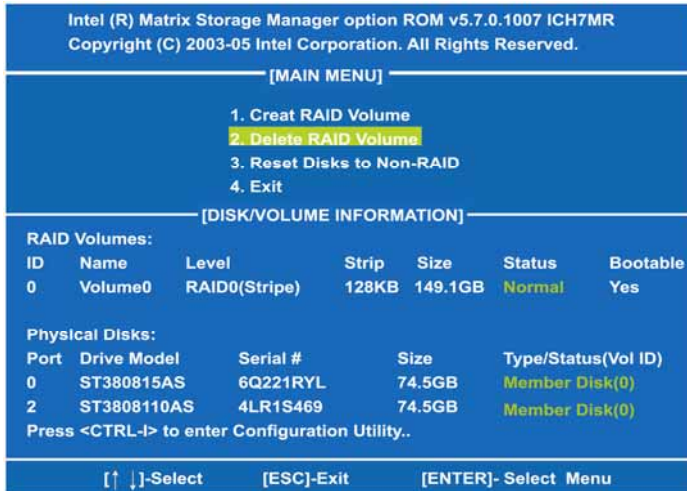 Intel (R) Matrix Storage Manager option ROM v5.7.0.1007 ICH7MR
Copyright (C) 2003-05 Intel Corporation. All Rights Reserved.
[MAIN MENU]
1. Creat RAID Volume
2. Delete RAID Volume
3. Reset Disks to Non-RAID
4. Exit
[DISK/VOLUME INFORMATION]
RAID Volumes:
ID Name Level Strip Size Status Bootable
0 Volume0 RAID0(Stripe) 128KB 149.1GB Normal Yes
Physical Disks:
Port Drive Model Serial # Size Type/Status(Vol ID)
0 ST380815AS 6Q221RYL 74.5GB Member Disk(0)
2 ST3808110AS 4LR1S469 74.5GB Member Disk(0)
Press <CTRL-I> to enter Configuration Utility..
[↑ ↓]-Select [ESC]-Exit [ENTER]- Select Menu